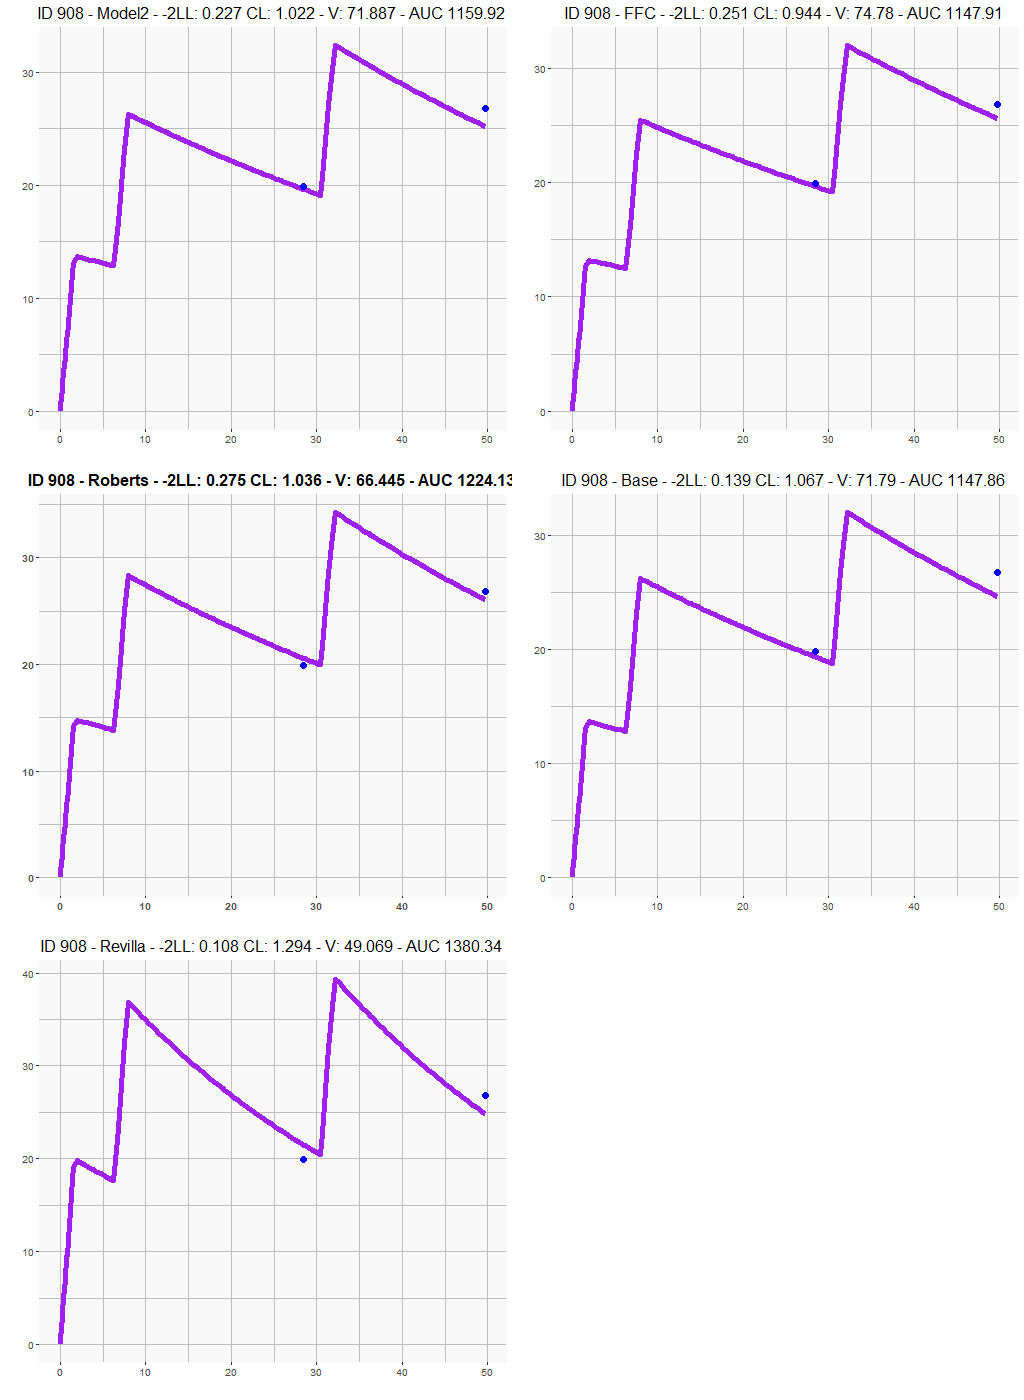 ID 908 - Model2 - -2LL: 0.227 CL: 1.022 - V: 71.887 - AUC 1159.92
30
20
10
0
0 10 20 30 40 50
ID 908 - FFC - -2LL: 0.251 CL: 0.944 - V: 74.78 - AUC 1147.91
30
20
10
0
0 10 20 30 40 50
ID 908 - Roberts - -2LL: 0.275 CL: 1.036 - V: 66.445 - AUC 1224.13
30
20
10
0
0 10 20 30 40 50
ID 908 - Base - -2LL: 0.139 CL: 1.067 - V: 71.79 - AUC 1147.86
30
20
10
0
0 10 20 30 40 50
ID 908 - Revilla - -2LL: 0.108 CL: 1.294 - V: 49.069 - AUC 1380.34
40
30
20
10
0
0 10 20 30 40 50